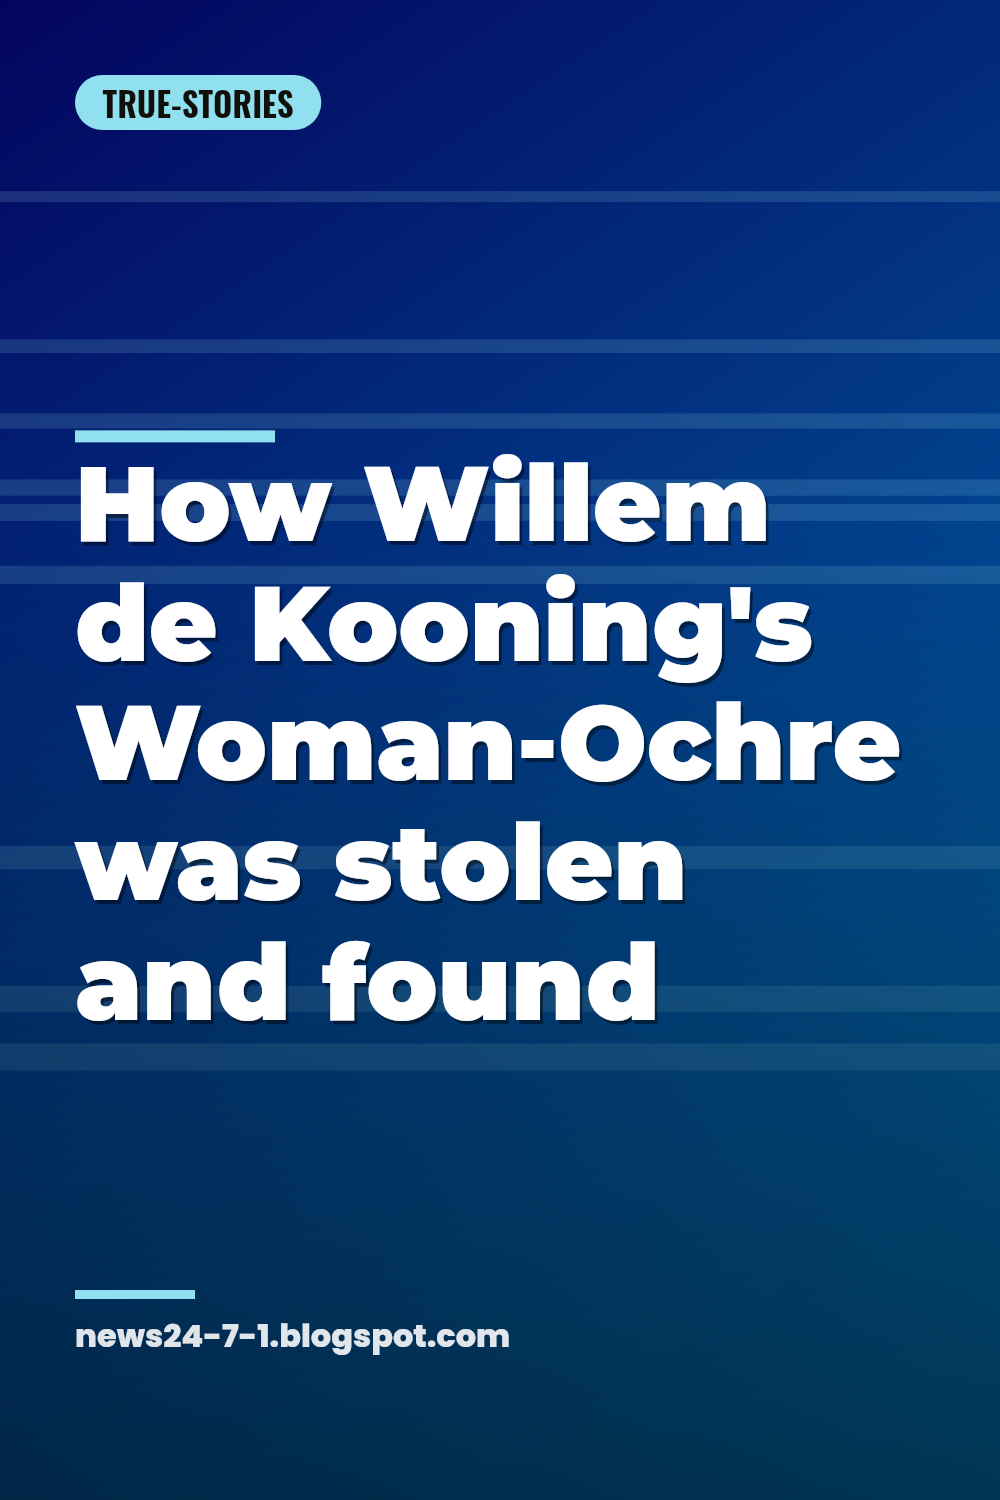 TRUE-STORIES
How Willem
de Kooning's
Woman-Ochre
was stolen
and found
news24-7-1.blogspot.com